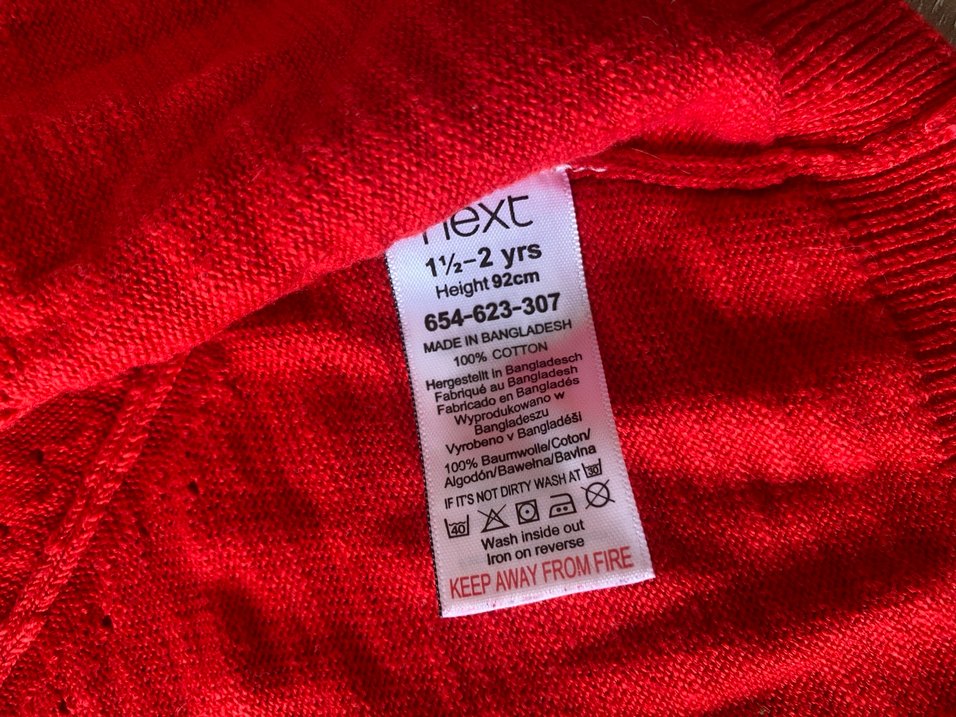 next
1½-2 yrs
Height 92cm
654-623-307
MADE IN BANGLADESH
100% COTTON
Hergestellt in Bangladesch
Fabriqué au Bangladesh
Fabricado en Bangladés
Wyprodukowano w
Bangladeszu
Vyrobeno v Bangladéši
100% Baumwolle/Coton/
Algodón/Bawełna/Bavlna
IF IT'S NOT DIRTY WASH AT 30
40
Wash inside out
Iron on reverse
KEEP AWAY FROM FIRE